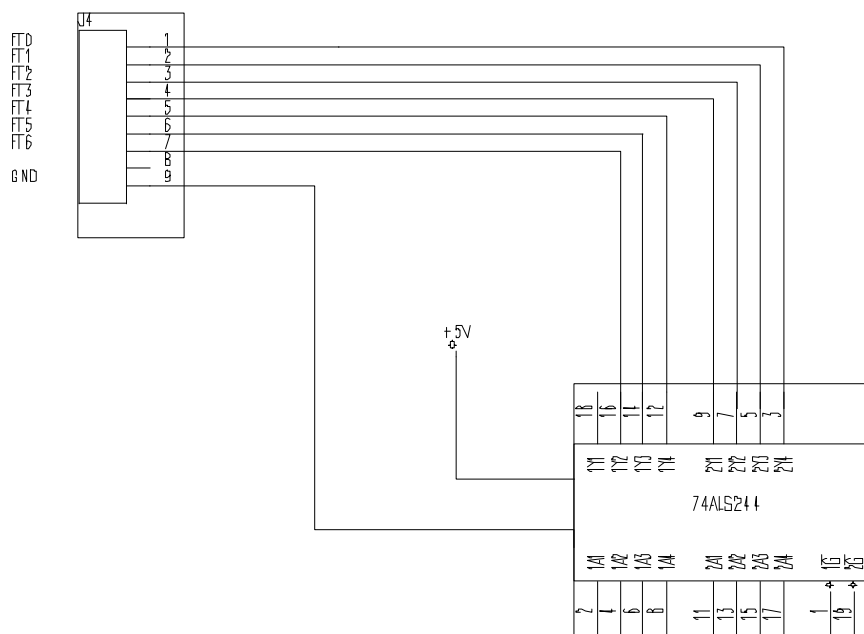 J4
FT0 1
FT1 2
FT2 3
FT3 4
FT4 5
FT5 6
FT6 7
8
GND 9
+5V
18 16 14 12 9 7 5 3
1Y1 1Y2 1Y3 1Y4 2Y1 2Y2 2Y3 2Y4
74ALS244
1A1 1A2 1A3 1A4 2A1 2A2 2A3 2A4 1G 2G
2 4 6 8 11 13 15 17 1 19